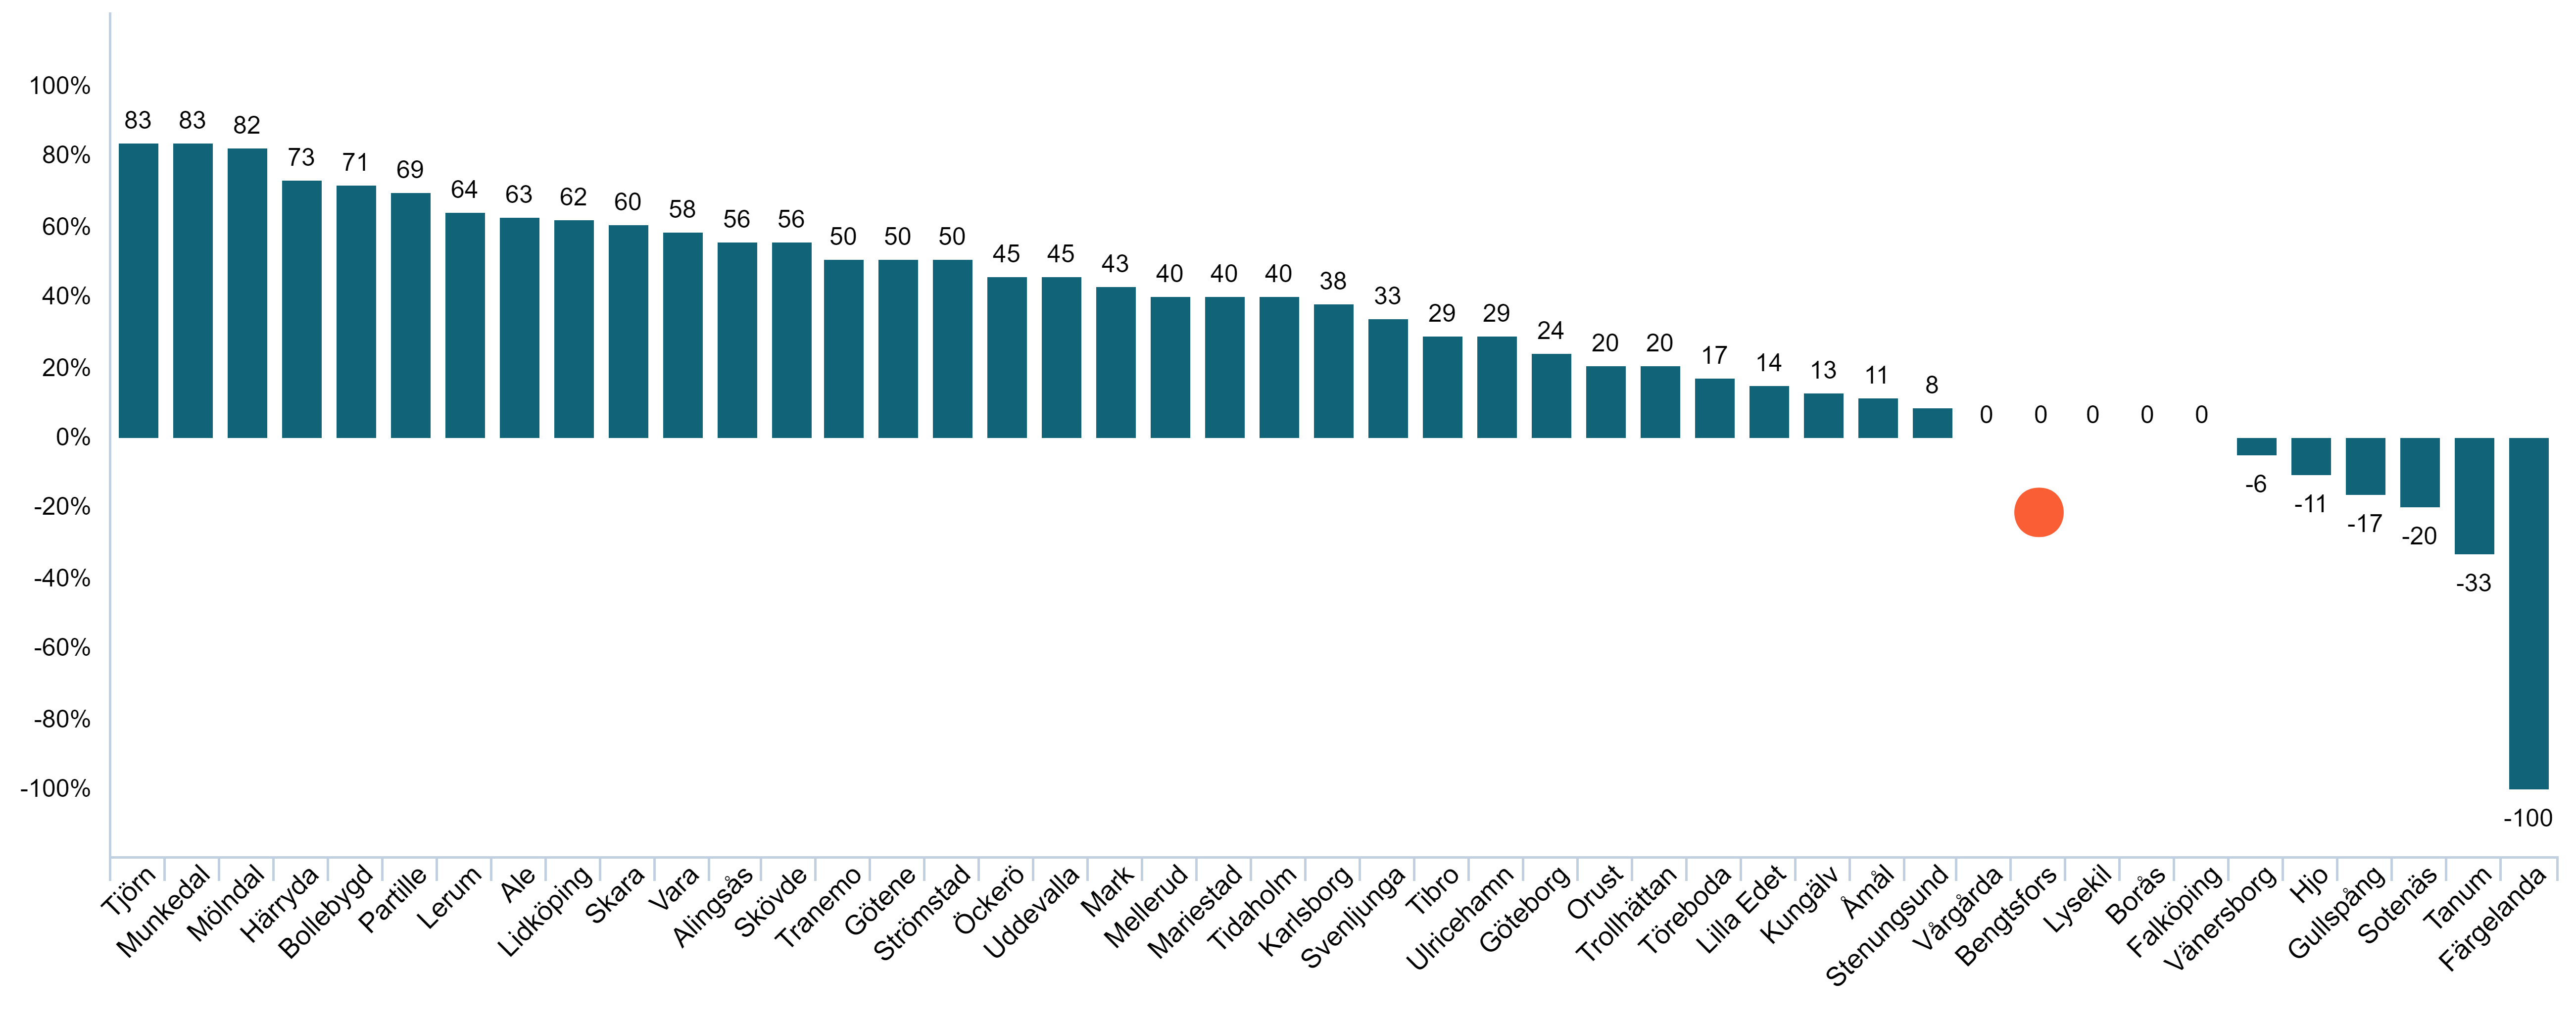 100%
80%
60%
40%
20%
0%
-20%
-40%
-60%
-80%
-100%
83 83 82 73 71 69 64 63 62 60 58 56 56 50 50 50 45 45 43 40 40 40 38 33 29 29 24 20 20 17 14 13 11 8 0 0 0 0 0 -6 -11 -17 -20 -33 -100
Tjörn
Munkedal
Mölndal
Härryda
Bollebygd
Partille
Lerum
Ale
Lidköping
Skara
Vara
Alingsås
Skövde
Tranemo
Götene
Strömstad
Öckerö
Uddevalla
Mark
Mellerud
Mariestad
Tidaholm
Karlsborg
Svenljunga
Tibro
Ulricehamn
Göteborg
Orust
Trollhättan
Töreboda
Lilla Edet
Kungälv
Åmål
Stenungsund
Vårgårda
Bengtsfors
Lysekil
Borås
Falköping
Vänersborg
Hjo
Gullspång
Sotenäs
Tanum
Färgelanda